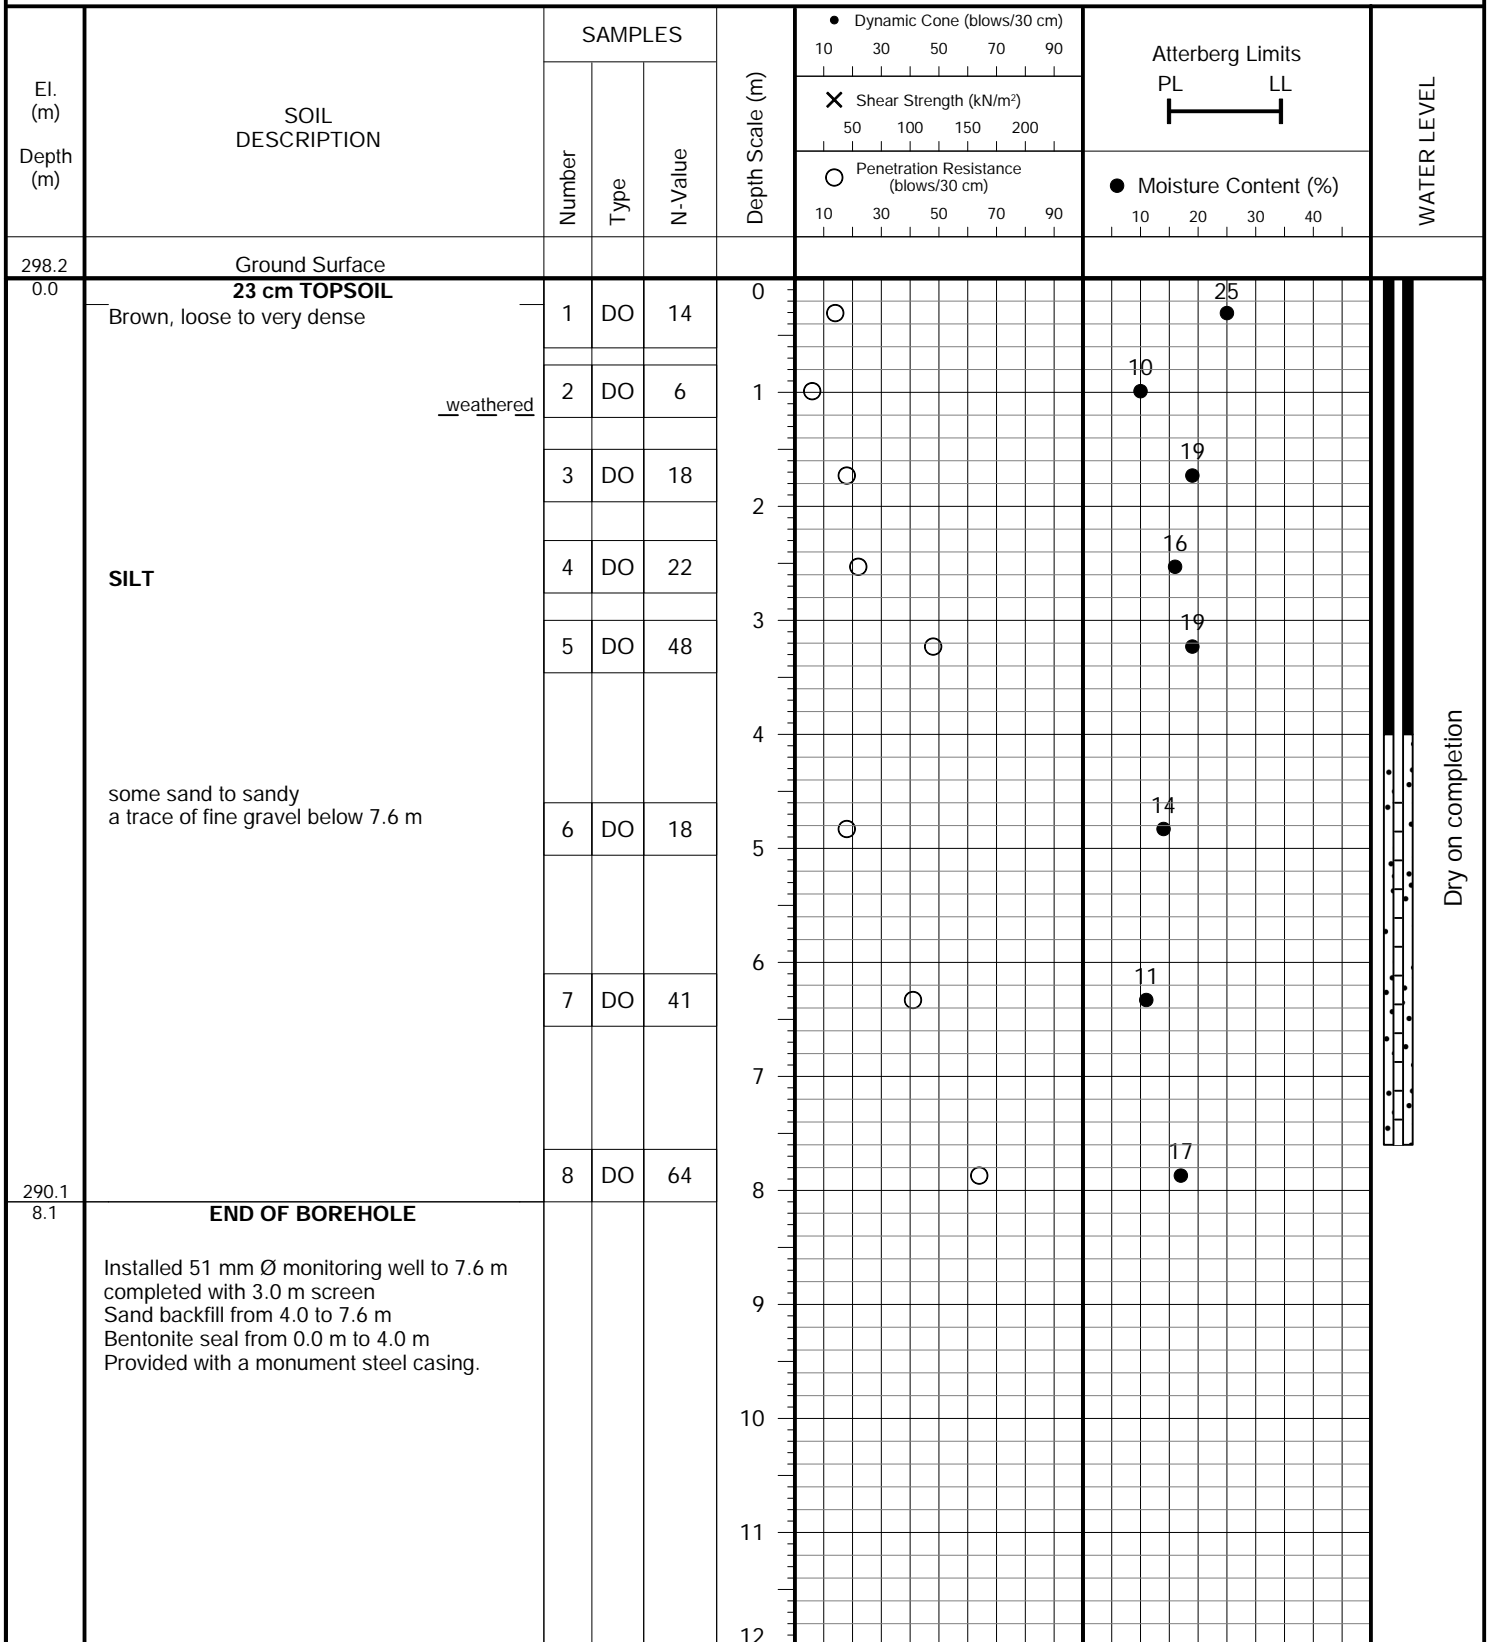 El.
(m)
Depth
(m)
SOIL
DESCRIPTION
SAMPLES
Number
Type
N-Value
Depth Scale (m)
Dynamic Cone (blows/30 cm)
10 30 50 70 90
Shear Strength (kN/m²)
50 100 150 200
Penetration Resistance
(blows/30 cm)
10 30 50 70 90
Atterberg Limits
PL LL
Moisture Content (%)
10 20 30 40
WATER LEVEL
298.2 Ground Surface
0.0 23 cm TOPSOIL 0 25
Brown, loose to very dense 1 DO 14
10
weathered 2 DO 6 1
19
3 DO 18
2
16
SILT 4 DO 22
3 19
5 DO 48
4
some sand to sandy
a trace of fine gravel below 7.6 m
14
6 DO 18
5
Dry on completion
6 11
7 DO 41
7
17
8 DO 64
290.1 8
8.1 END OF BOREHOLE
Installed 51 mm Ø monitoring well to 7.6 m
completed with 3.0 m screen
Sand backfill from 4.0 to 7.6 m 9
Bentonite seal from 0.0 m to 4.0 m
Provided with a monument steel casing.
10
11
12